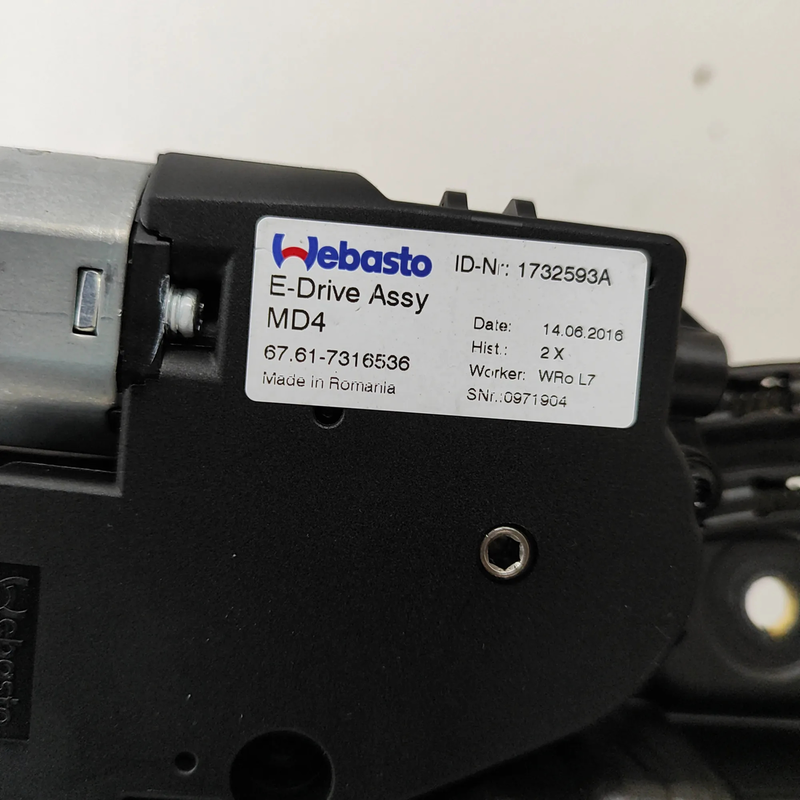 Webasto
E-Drive Assy
MD4
67.61-7316536
Made in Romania
ID-Nr: 1732593A
Date: 14.06.2016
Hist.: 2 X
Worker: WRo L7
SNr.:0971904
Webasto